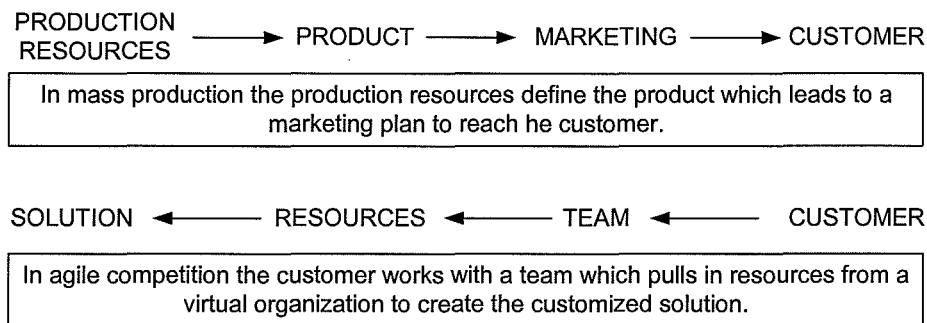 PRODUCTION RESOURCES PRODUCT MARKETING CUSTOMER
In mass production the production resources define the product which leads to a
marketing plan to reach he customer.
SOLUTION RESOURCES TEAM CUSTOMER
In agile competition the customer works with a team which pulls in resources from a
virtual organization to create the customized solution.